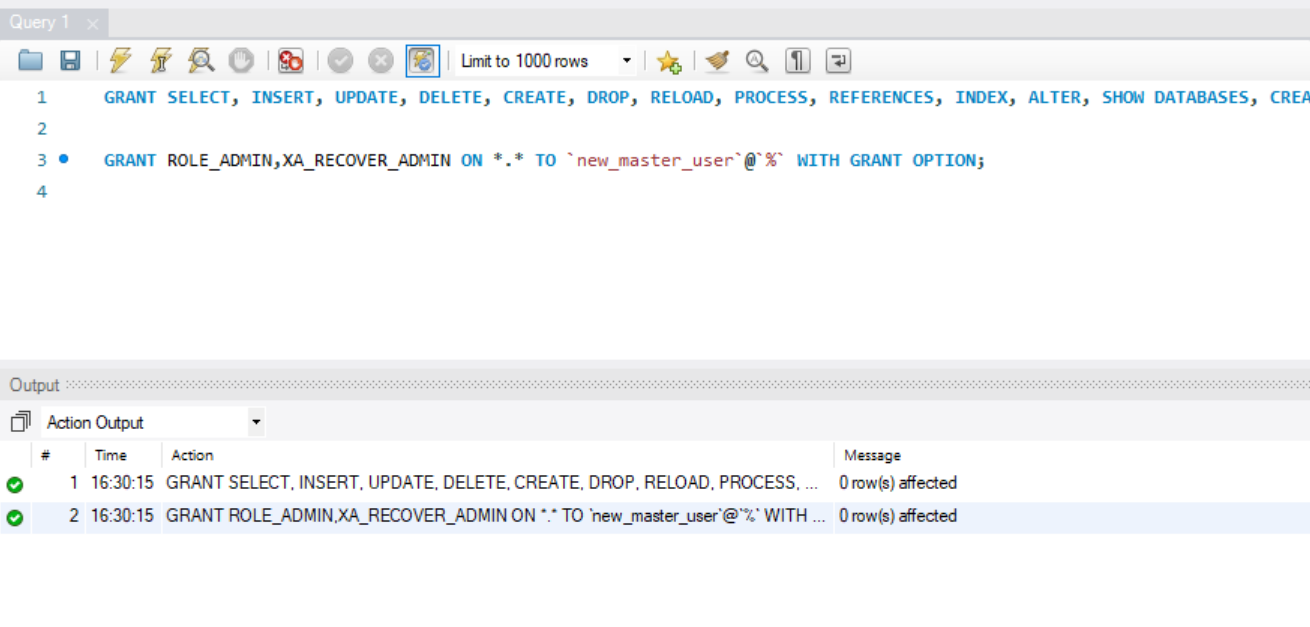 Query 1
Limit to 1000 rows
1 GRANT SELECT, INSERT, UPDATE, DELETE, CREATE, DROP, RELOAD, PROCESS, REFERENCES, INDEX, ALTER, SHOW DATABASES, CREA
2
3 GRANT ROLE_ADMIN,XA_RECOVER_ADMIN ON *.* TO `new_master_user`@`%` WITH GRANT OPTION;
4
Output
Action Output
# Time Action Message
1 16:30:15 GRANT SELECT, INSERT, UPDATE, DELETE, CREATE, DROP, RELOAD, PROCESS, ... 0 row(s) affected
2 16:30:15 GRANT ROLE_ADMIN,XA_RECOVER_ADMIN ON *.* TO `new_master_user`@`%` WITH ... 0 row(s) affected